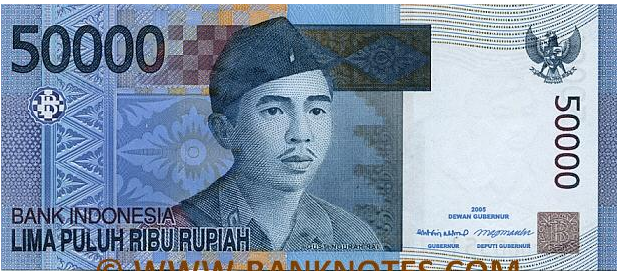 50000
BANK INDONESIA
LIMA PULUH RIBU RUPIAH
I GUSTI NGURAH RAI
50000
2005
DEWAN GUBERNUR
GUBERNUR DEPUTI GUBERNUR
© WWW.BANKNOTES.COM